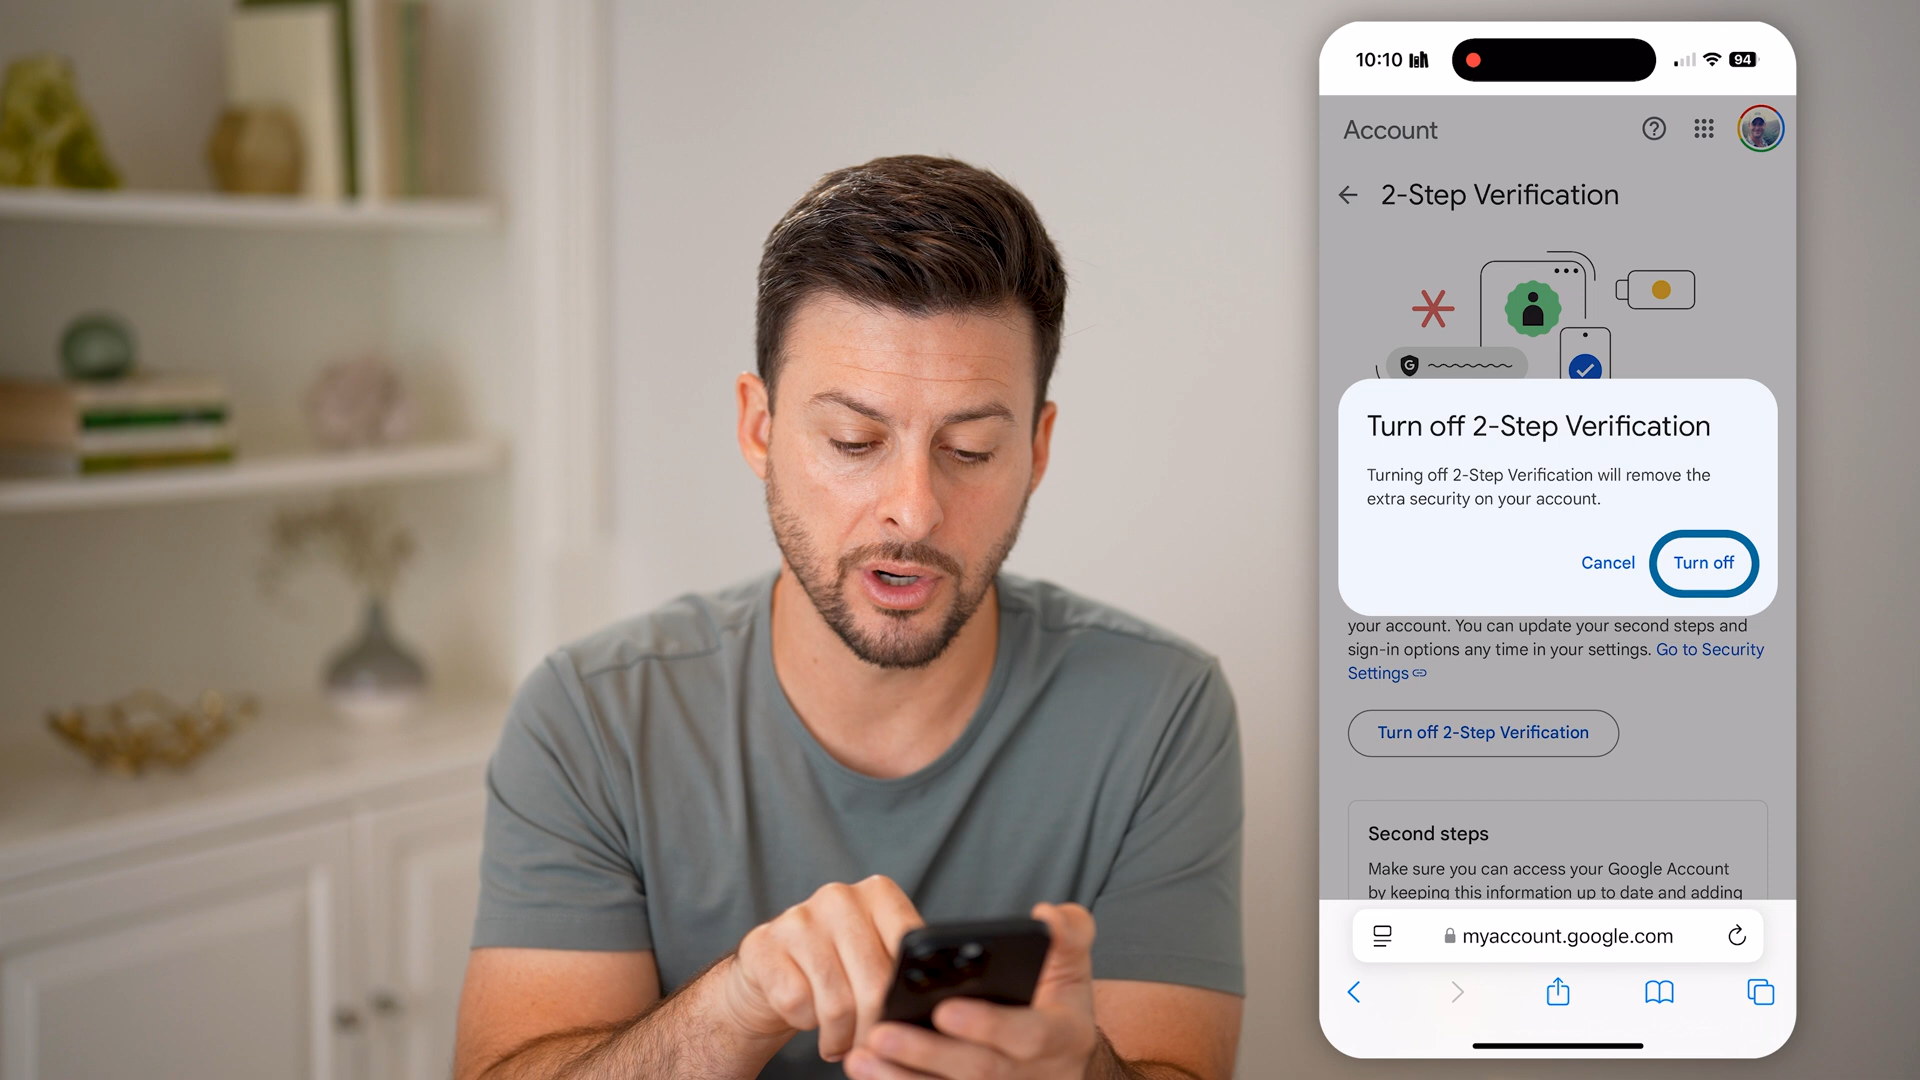 10:10
94
Account
2-Step Verification
G
Turn off 2-Step Verification
Turning off 2-Step Verification will remove the
extra security on your account.
Cancel
Turn off
your account. You can update your second steps and
sign-in options any time in your settings. Go to Security
Settings
Turn off 2-Step Verification
Second steps
Make sure you can access your Google Account
by keeping this information up to date and adding
myaccount.google.com